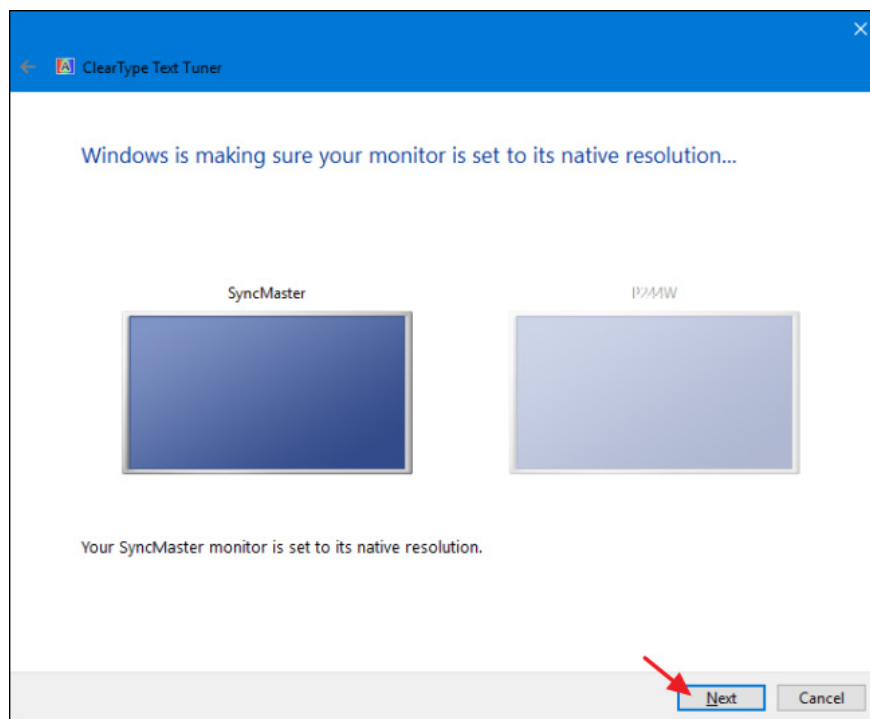 ClearType Text Tuner
Windows is making sure your monitor is set to its native resolution...
SyncMaster
P244W
Your SyncMaster monitor is set to its native resolution.
Next
Cancel